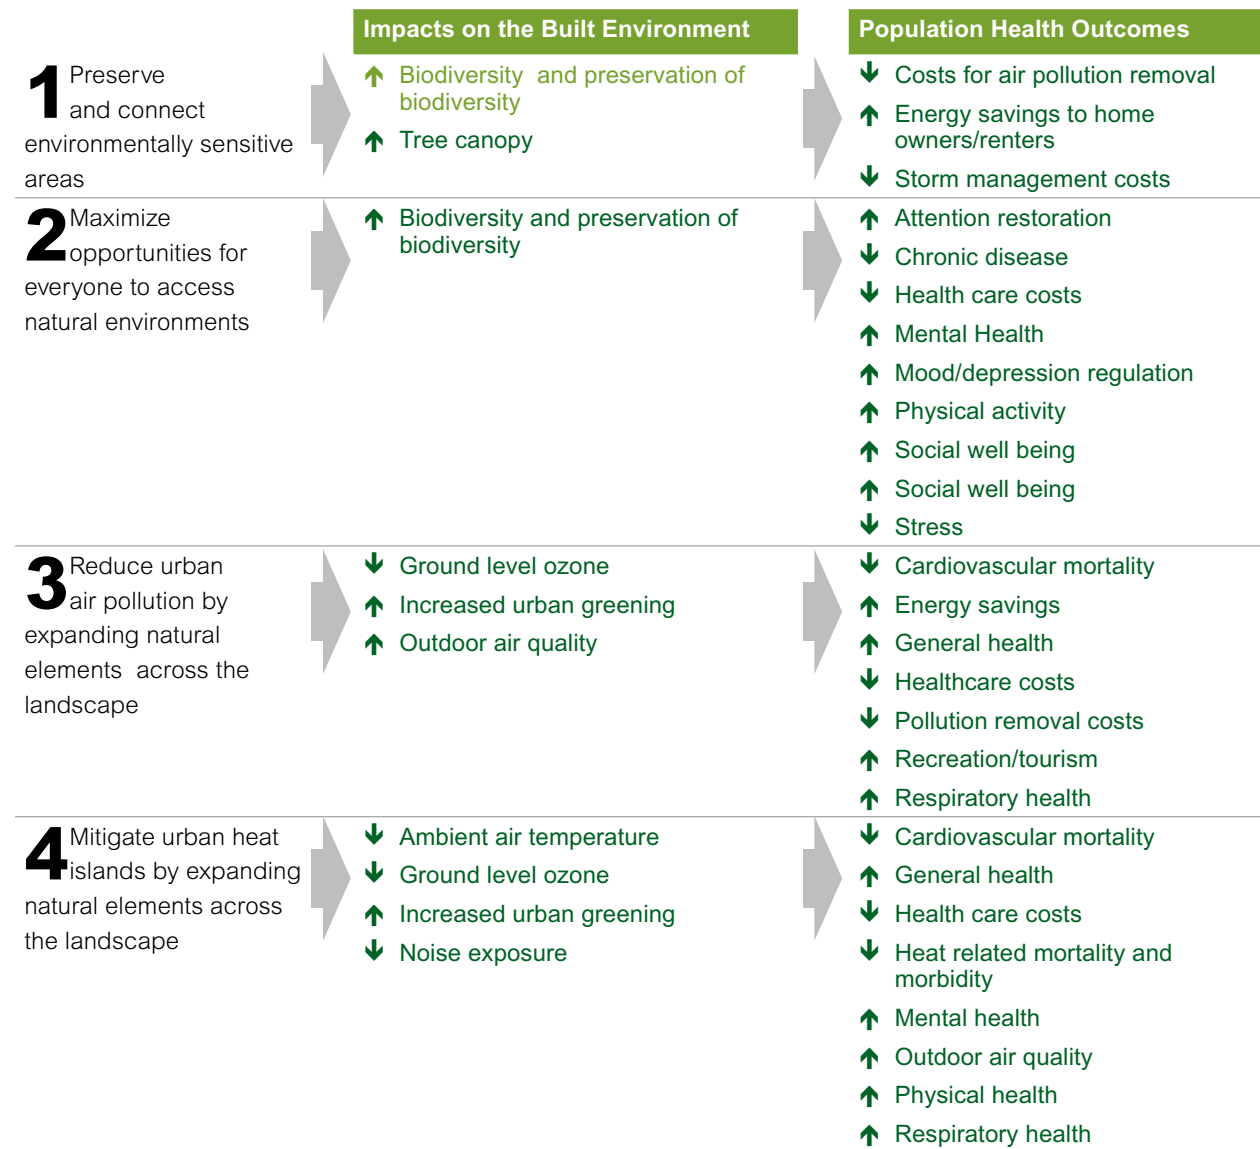 Impacts on the Built Environment
Population Health Outcomes
1 Preserve
and connect
environmentally sensitive
areas
↑ Biodiversity  and preservation of
biodiversity
↑ Tree canopy
↓ Costs for air pollution removal
↑ Energy savings to home
owners/renters
↓ Storm management costs
2 Maximize
opportunities for
everyone to access
natural environments
↑ Biodiversity and preservation of
biodiversity
↑ Attention restoration
↓ Chronic disease
↓ Health care costs
↑ Mental Health
↑ Mood/depression regulation
↑ Physical activity
↑ Social well being
↑ Social well being
↓ Stress
3 Reduce urban
air pollution by
expanding natural
elements  across the
landscape
↓ Ground level ozone
↑ Increased urban greening
↑ Outdoor air quality
↓ Cardiovascular mortality
↑ Energy savings
↑ General health
↓ Healthcare costs
↓ Pollution removal costs
↑ Recreation/tourism
↑ Respiratory health
4 Mitigate urban heat
islands by expanding
natural elements across
the landscape
↓ Ambient air temperature
↓ Ground level ozone
↑ Increased urban greening
↓ Noise exposure
↓ Cardiovascular mortality
↑ General health
↓ Health care costs
↓ Heat related mortality and
morbidity
↑ Mental health
↑ Outdoor air quality
↑ Physical health
↑ Respiratory health